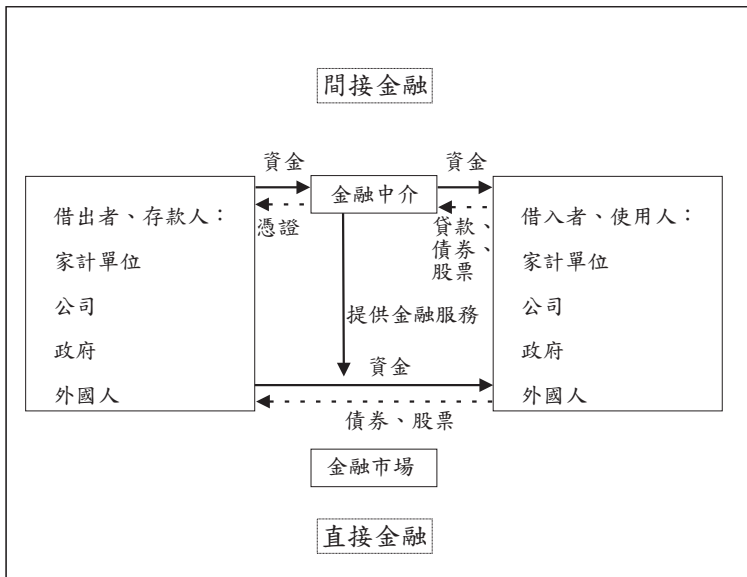 間接金融
資金
資金
金融中介
憑證
貸款、
債券、
股票
借出者、存款人：
家計單位
公司
政府
外國人
借入者、使用人：
家計單位
公司
政府
外國人
提供金融服務
資金
債券、股票
金融市場
直接金融